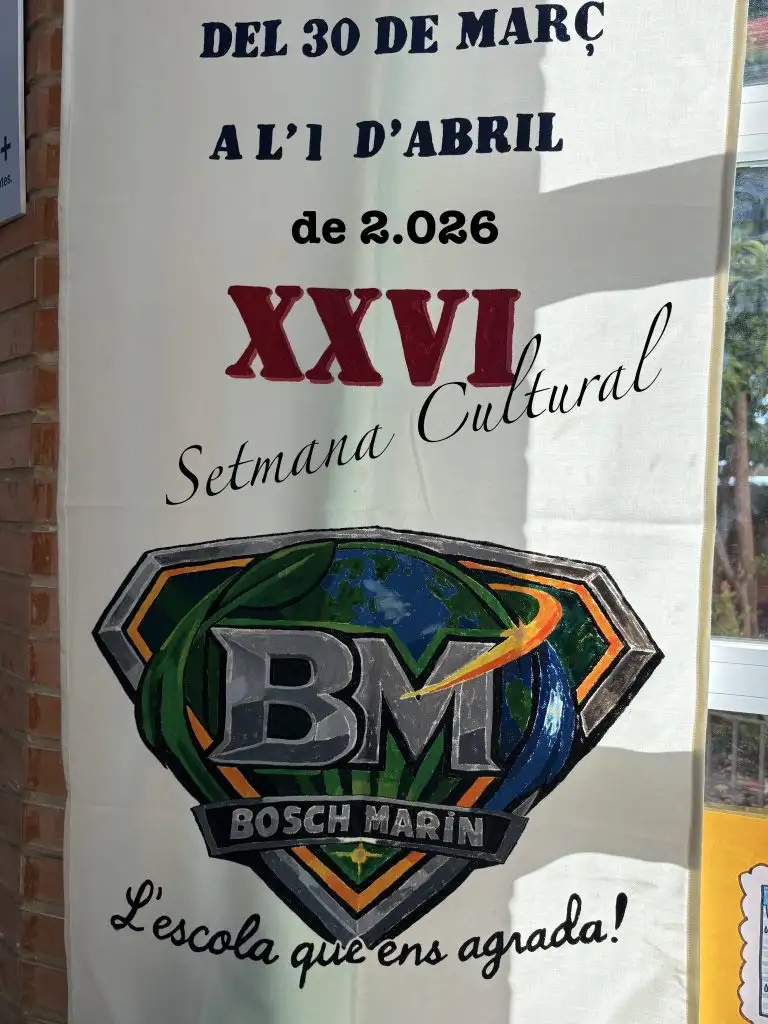 DEL 30 DE MARÇ
A L'1 D'ABRIL
de 2.026
XXVI
Setmana Cultural
BM
BOSCH MARíN
L'escola que ens agrada!